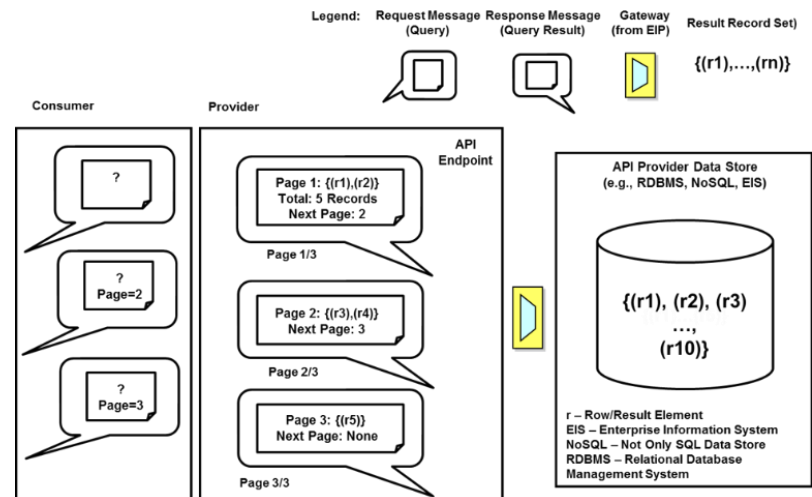 Legend:
Request Message
(Query)
Response Message
(Query Result)
Gateway
(from EIP)
Result Record Set)
{(r1),…,(rn)}
Consumer
Provider
?
?
Page=2
?
Page=3
API
Endpoint
Page 1: {(r1),(r2)}
Total: 5 Records
Next Page: 2
Page 1/3
Page 2: {(r3),(r4)}
Next Page: 3
Page 2/3
Page 3: {(r5)}
Next Page: None
Page 3/3
API Provider Data Store
(e.g., RDBMS, NoSQL, EIS)
{(r1), (r2), (r3)
…,
(r10)}
r – Row/Result Element
EIS – Enterprise Information System
NoSQL – Not Only SQL Data Store
RDBMS – Relational Database
Management System